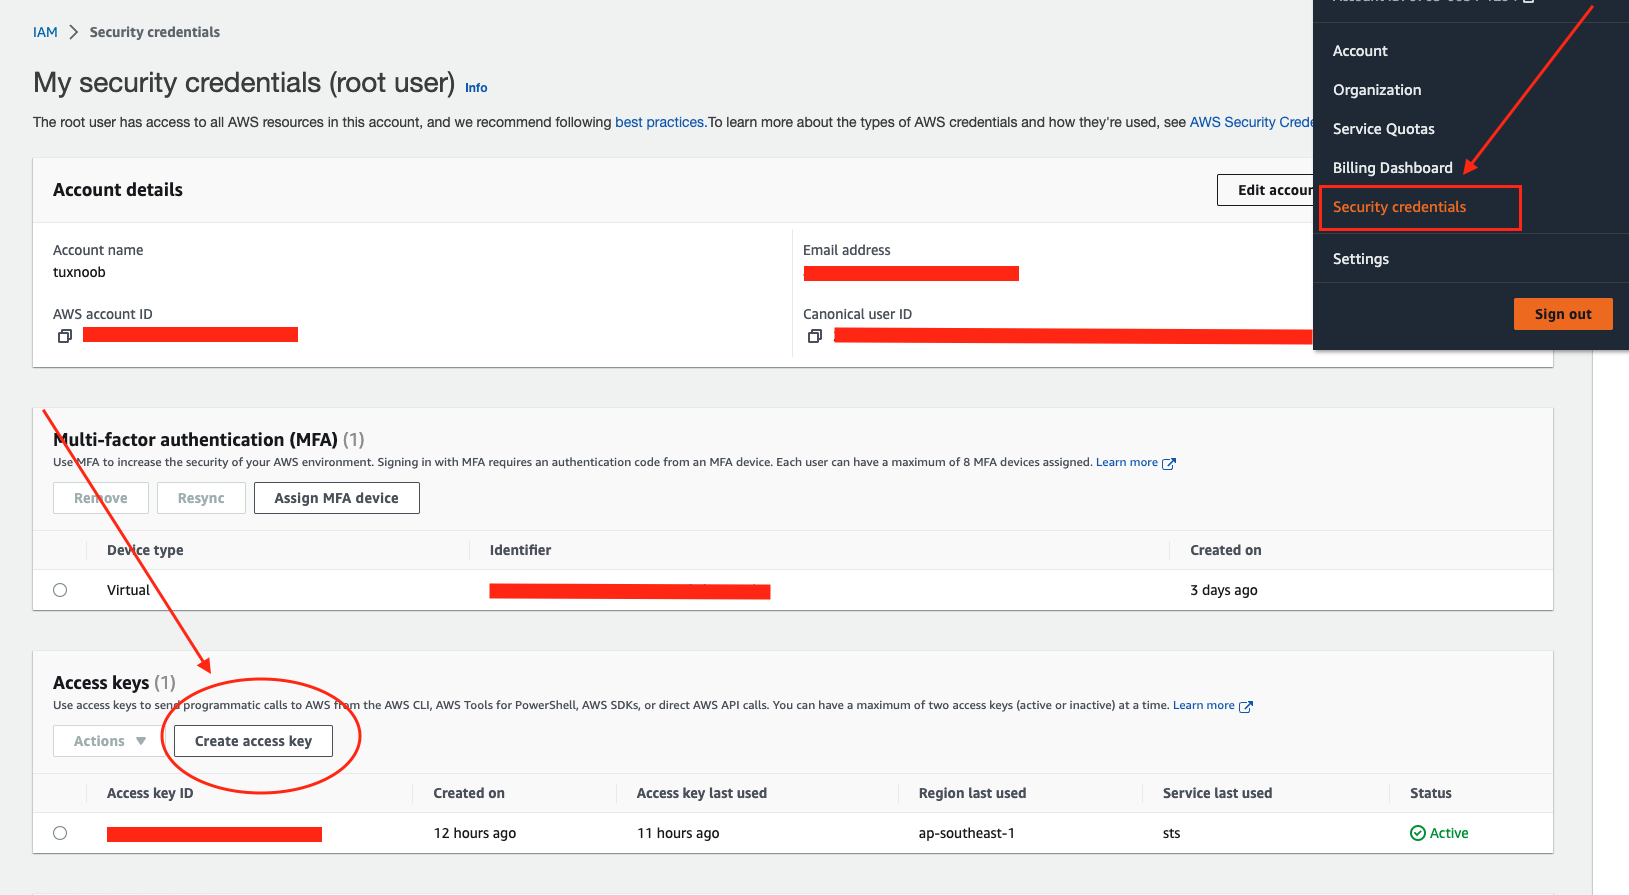 IAM > Security credentials
My security credentials (root user) Info
The root user has access to all AWS resources in this account, and we recommend following best practices.To learn more about the types of AWS credentials and how they're used, see AWS Security
Account details
Edit
Account name
tuxnoob
Email address
AWS account ID
Canonical user ID
Account
Organization
Service Quotas
Billing Dashboard
Security credentials
Settings
Sign out
Multi-factor authentication (MFA) (1)
Use MFA to increase the security of your AWS environment. Signing in with MFA requires an authentication code from an MFA device. Each user can have a maximum of 8 MFA devices assigned. Learn more
Remove Resync Assign MFA device
Device type Identifier Created on
Virtual 3 days ago
Access keys (1)
Use access keys to send programmatic calls to AWS from the AWS CLI, AWS Tools for PowerShell, AWS SDKs, or direct AWS API calls. You can have a maximum of two access keys (active or inactive) at a time. Learn more
Actions Create access key
Access key ID Created on Access key last used Region last used Service last used Status
12 hours ago 11 hours ago ap-southeast-1 sts Active